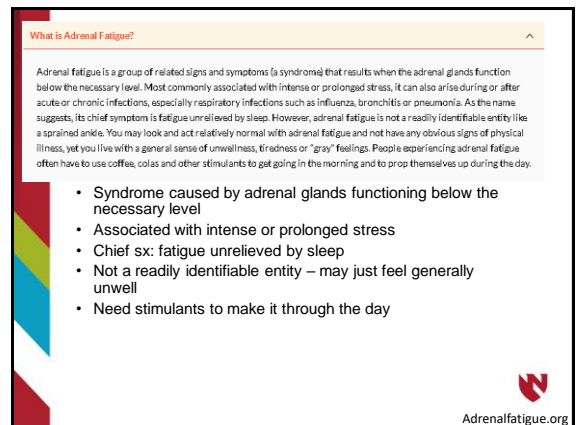 What is Adrenal Fatigue?
Adrenal fatigue is a group of related signs and symptoms (a syndrome) that results when the adrenal glands function
below the necessary level. Most commonly associated with intense or prolonged stress, it can also arise during or after
acute or chronic infections, especially respiratory infections such as influenza, bronchitis or pneumonia. As the name
suggests, its chief symptom is fatigue unrelieved by sleep. However, adrenal fatigue is not a readily identifiable entity like
a sprained ankle. You may look and act relatively normal with adrenal fatigue and not have any obvious signs of physical
illness, yet you live with a general sense of unwellness, tiredness or "gray" feelings. People experiencing adrenal fatigue
often have to use coffee, colas and other stimulants to get going in the morning and to prop themselves up during the day.
• Syndrome caused by adrenal glands functioning below the
necessary level
• Associated with intense or prolonged stress
• Chief sx: fatigue unrelieved by sleep
• Not a readily identifiable entity – may just feel generally
unwell
• Need stimulants to make it through the day
N
Adrenalfatigue.org